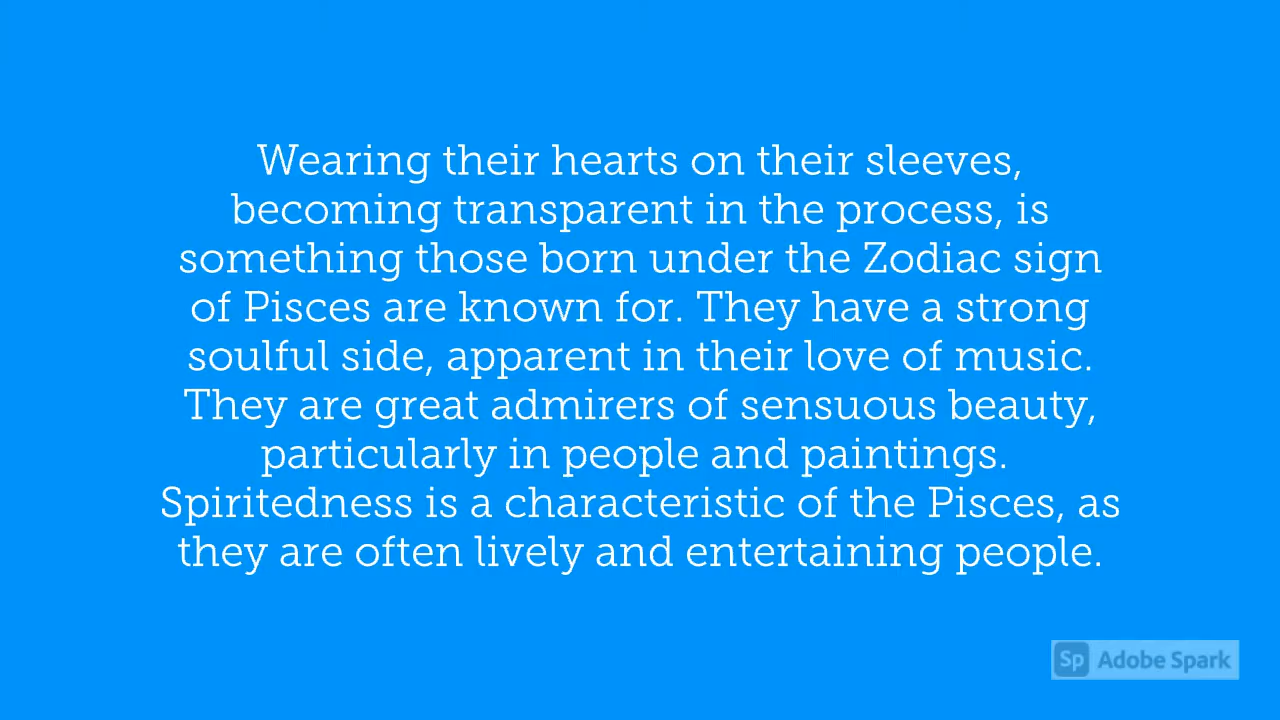 Wearing their hearts on their sleeves,
becoming transparent in the process, is
something those born under the Zodiac sign
of Pisces are known for. They have a strong
soulful side, apparent in their love of music.
They are great admirers of sensuous beauty,
particularly in people and paintings.
Spiritedness is a characteristic of the Pisces, as
they are often lively and entertaining people.
Sp Adobe Spark